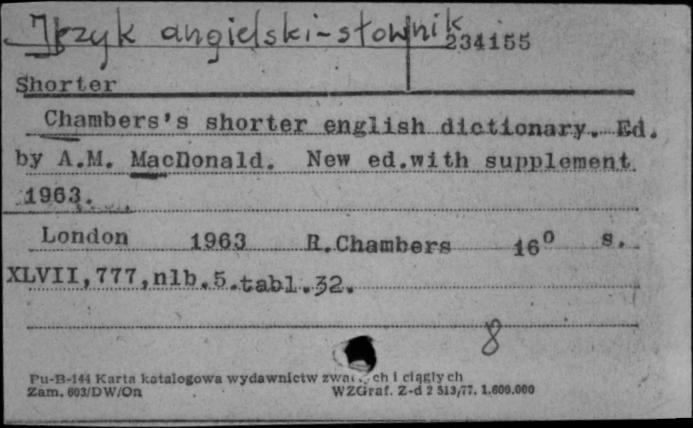 Język angielski-słownik
234155
Shorter
Chambers's shorter english dictionary. Ed.
by A.M. MacDonald. New ed.with supplement
1963.
London 1963 R.Chambers 16⁰ s.
XLVII,777,nlb.5.tabl.32.
8
Pu-B-144 Karta katalogowa wydawnictw i ciągłych
Zam. 603/DW/On WZGraf. Z-d 2 513/77. 1.600.000